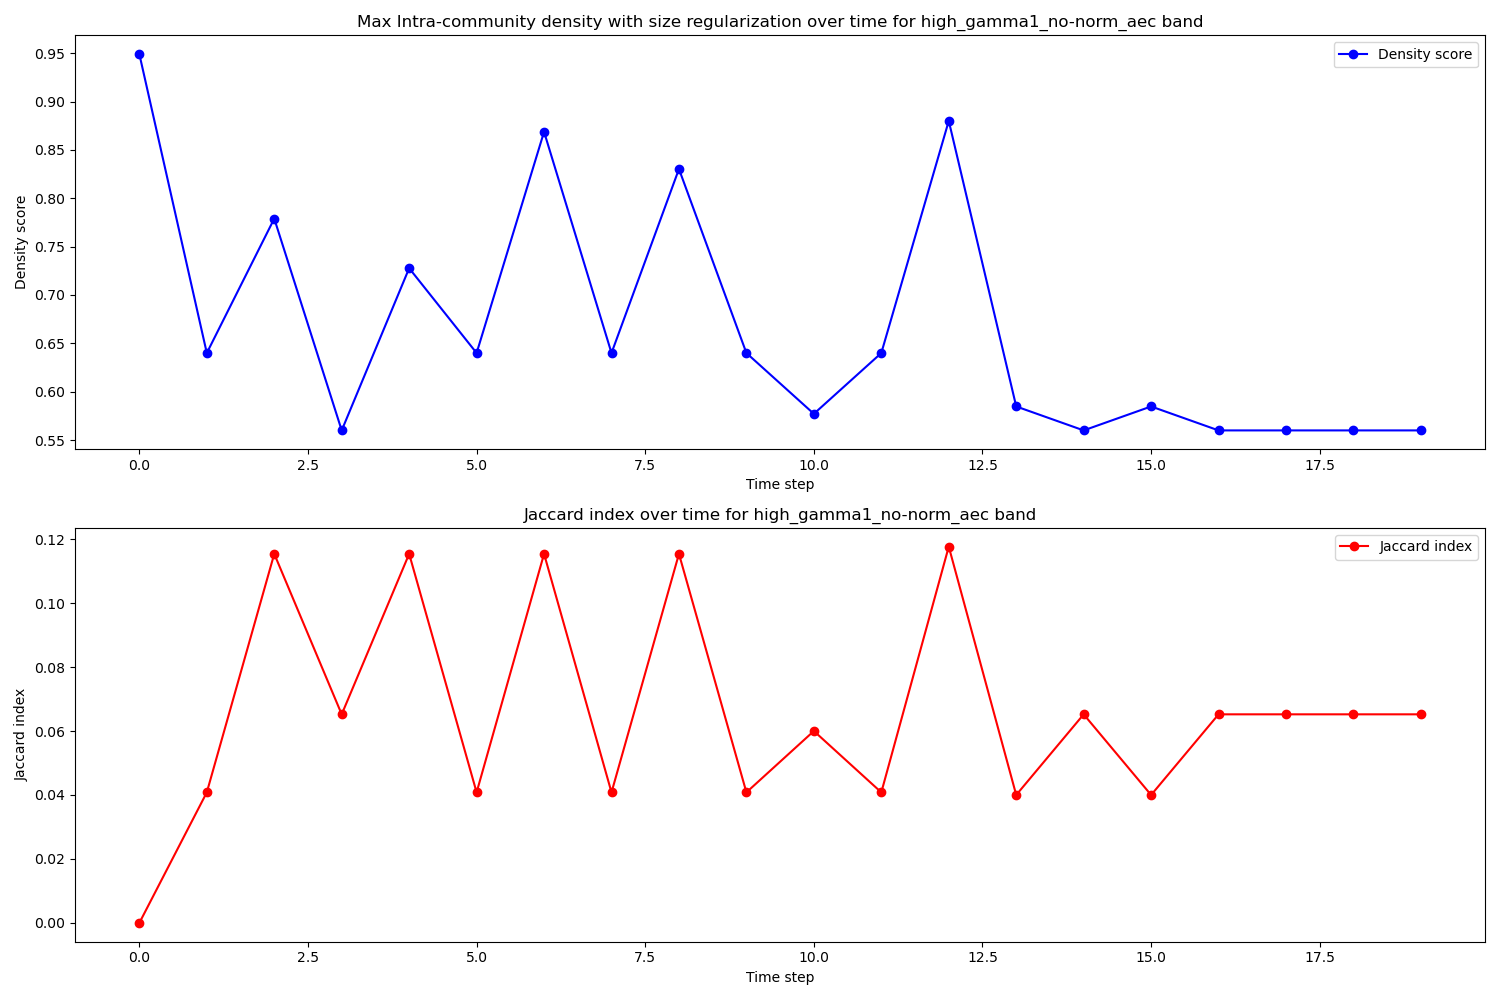 Max Intra-community density with size regularization over time for high_gamma1_no-norm_aec band
Density score
0.95
0.90
0.85
0.80
0.75
0.70
0.65
0.60
0.55
Density score
0.0 2.5 5.0 7.5 10.0 12.5 15.0 17.5
Time step
Jaccard index over time for high_gamma1_no-norm_aec band
Jaccard index
0.12
0.10
0.08
0.06
0.04
0.02
0.00
Jaccard index
0.0 2.5 5.0 7.5 10.0 12.5 15.0 17.5
Time step